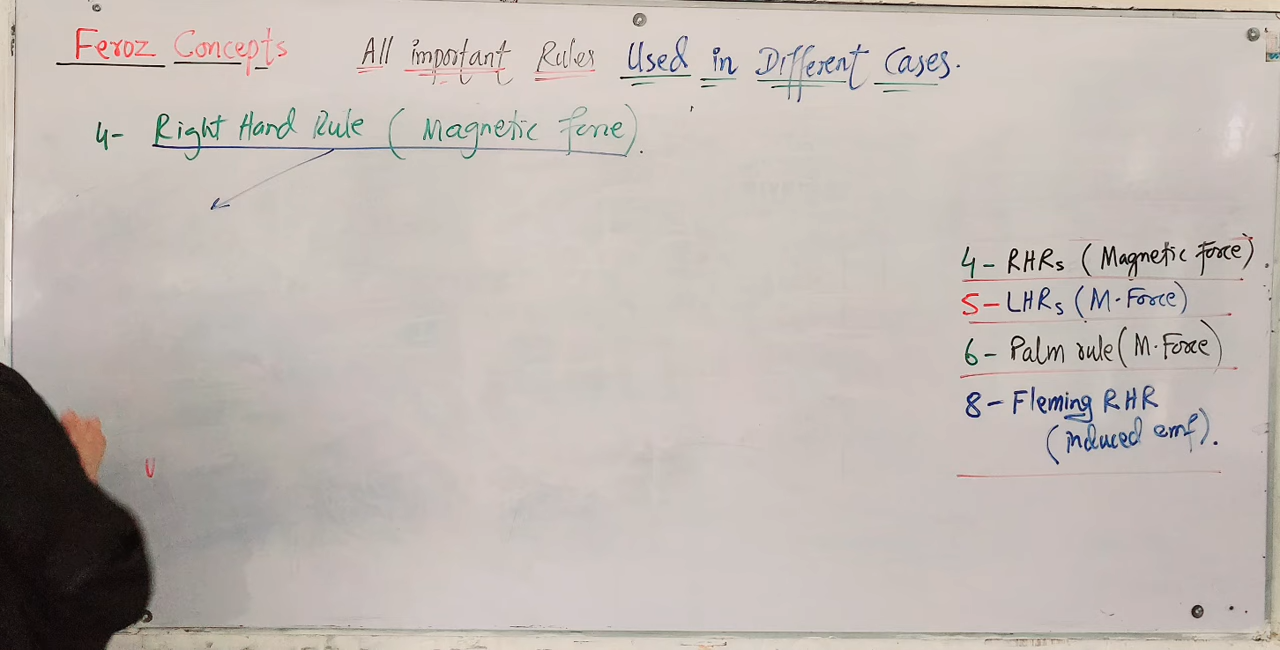 Feroz Concepts All important Rules Used in Different Cases.
4- Right Hand Rule (Magnetic force).
4- RHRs (Magnetic force).
5- LHRs (M.Force)
6- Palm rule (M.Force)
8- Fleming RHR
(induced emf).